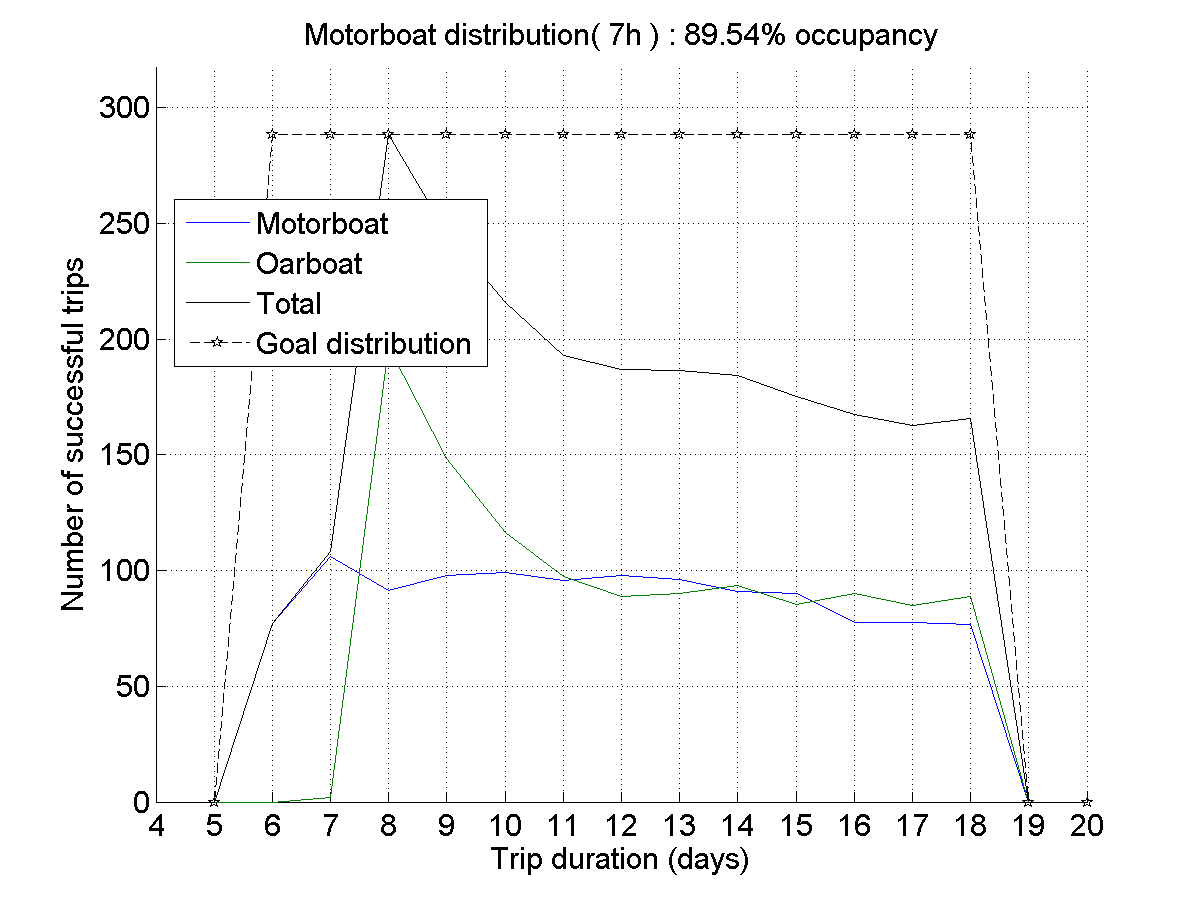 Motorboat distribution( 7h ) : 89.54% occupancy
300
250
200
150
100
50
0
Number of successful trips
Motorboat
Oarboat
Total
Goal distribution
4 5 6 7 8 9 10 11 12 13 14 15 16 17 18 19 20
Trip duration (days)